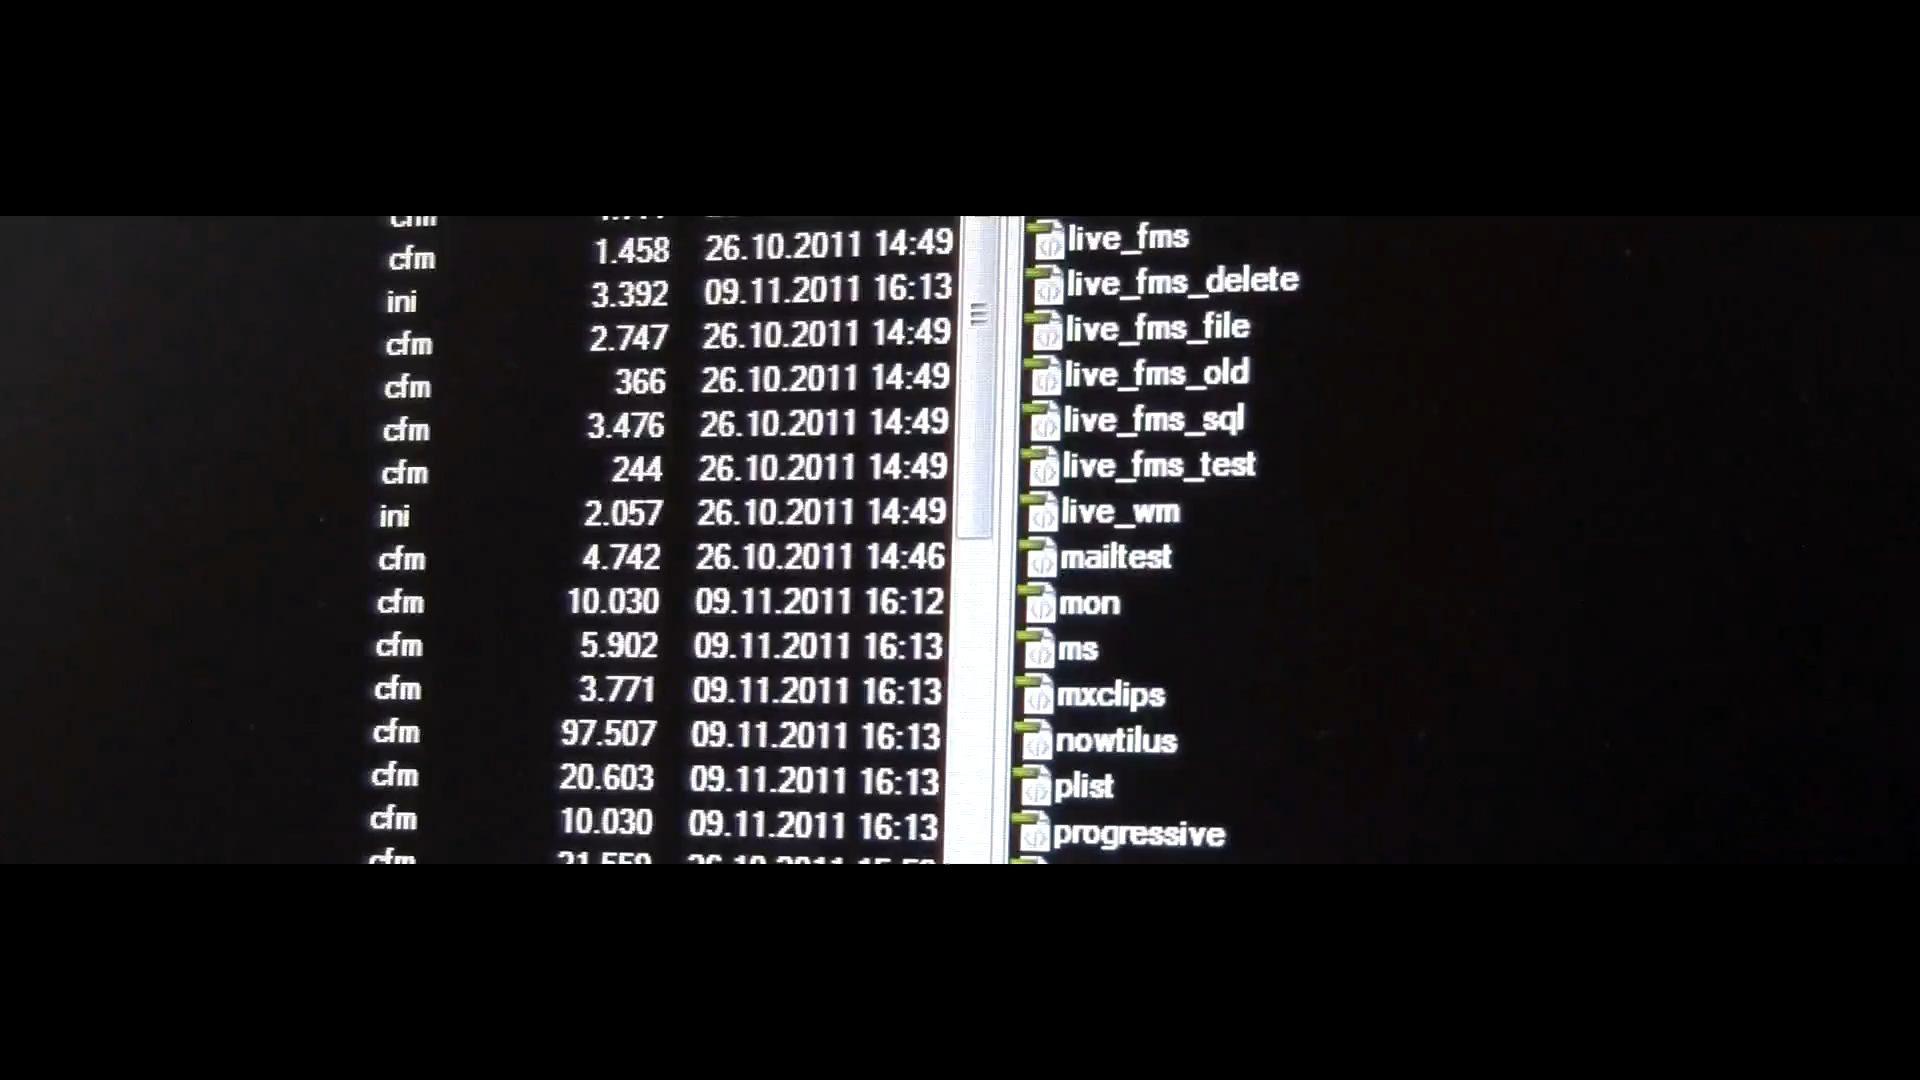 cfm 1.458 26.10.2011 14:49 live_fms
ini 3.392 09.11.2011 16:13 live_fms_delete
cfm 2.747 26.10.2011 14:49 live_fms_file
cfm 366 26.10.2011 14:49 live_fms_old
cfm 3.476 26.10.2011 14:49 live_fms_sql
cfm 244 26.10.2011 14:49 live_fms_test
ini 2.057 26.10.2011 14:49 live_wm
cfm 4.742 26.10.2011 14:46 mailtest
cfm 10.030 09.11.2011 16:12 mon
cfm 5.902 09.11.2011 16:13 ms
cfm 3.771 09.11.2011 16:13 mxclips
cfm 97.507 09.11.2011 16:13 nowtilus
cfm 20.603 09.11.2011 16:13 plist
cfm 10.030 09.11.2011 16:13 progressive